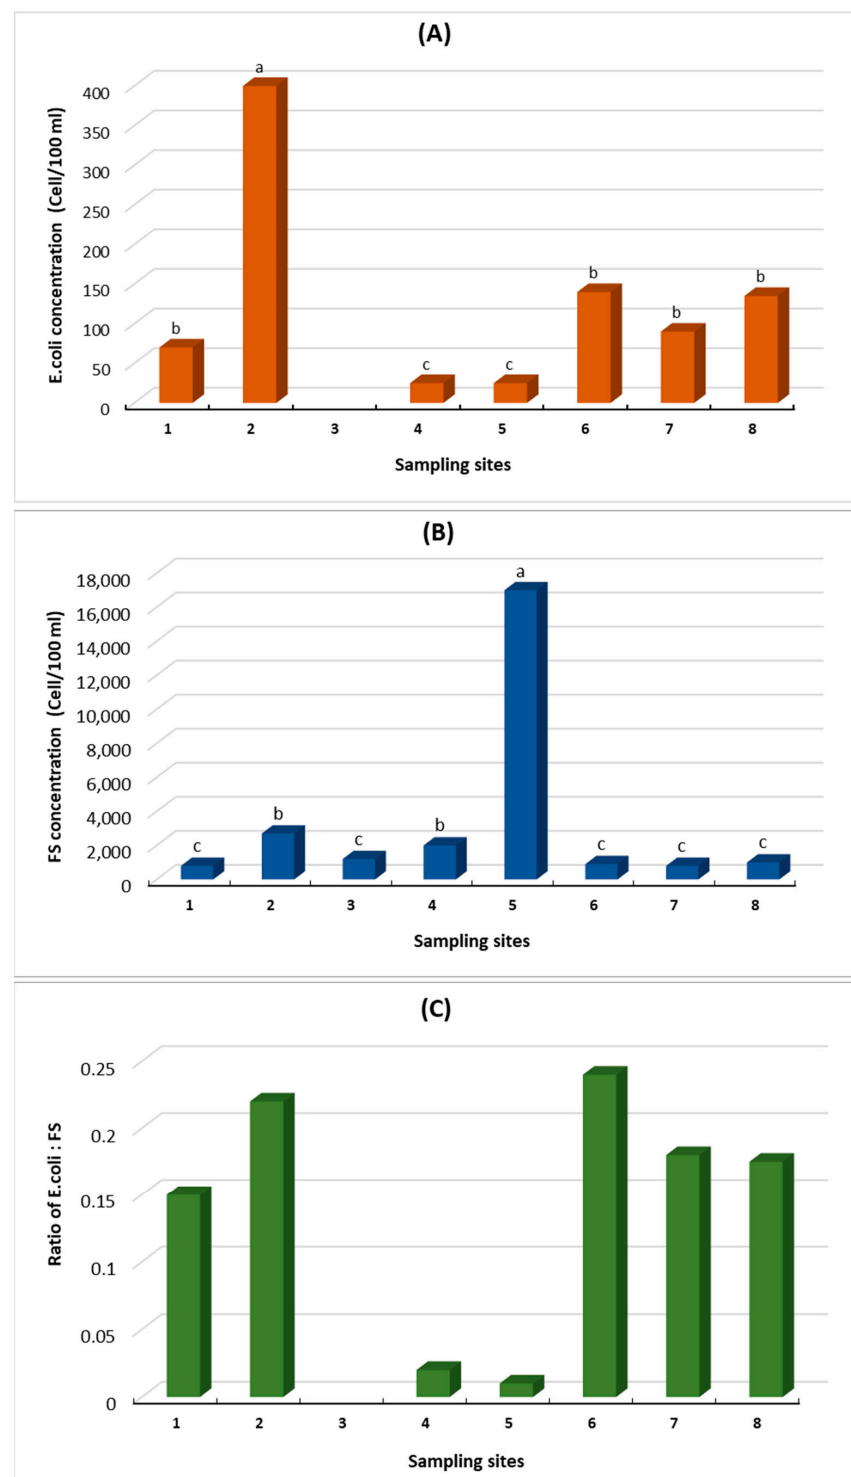 (A)
E.coli concentration (Cell/100 ml)
400
350
300
250
200
150
100
50
0
a
b
c
c
b
b
b
1 2 3 4 5 6 7 8
Sampling sites
(B)
FS concentration (Cell/100 ml)
18,000
16,000
14,000
12,000
10,000
8,000
6,000
4,000
2,000
0
c
b
c
b
a
c
c
c
1 2 3 4 5 6 7 8
Sampling sites
(C)
Ratio of E.coli : FS
0.25
0.2
0.15
0.1
0.05
0
1 2 3 4 5 6 7 8
Sampling sites